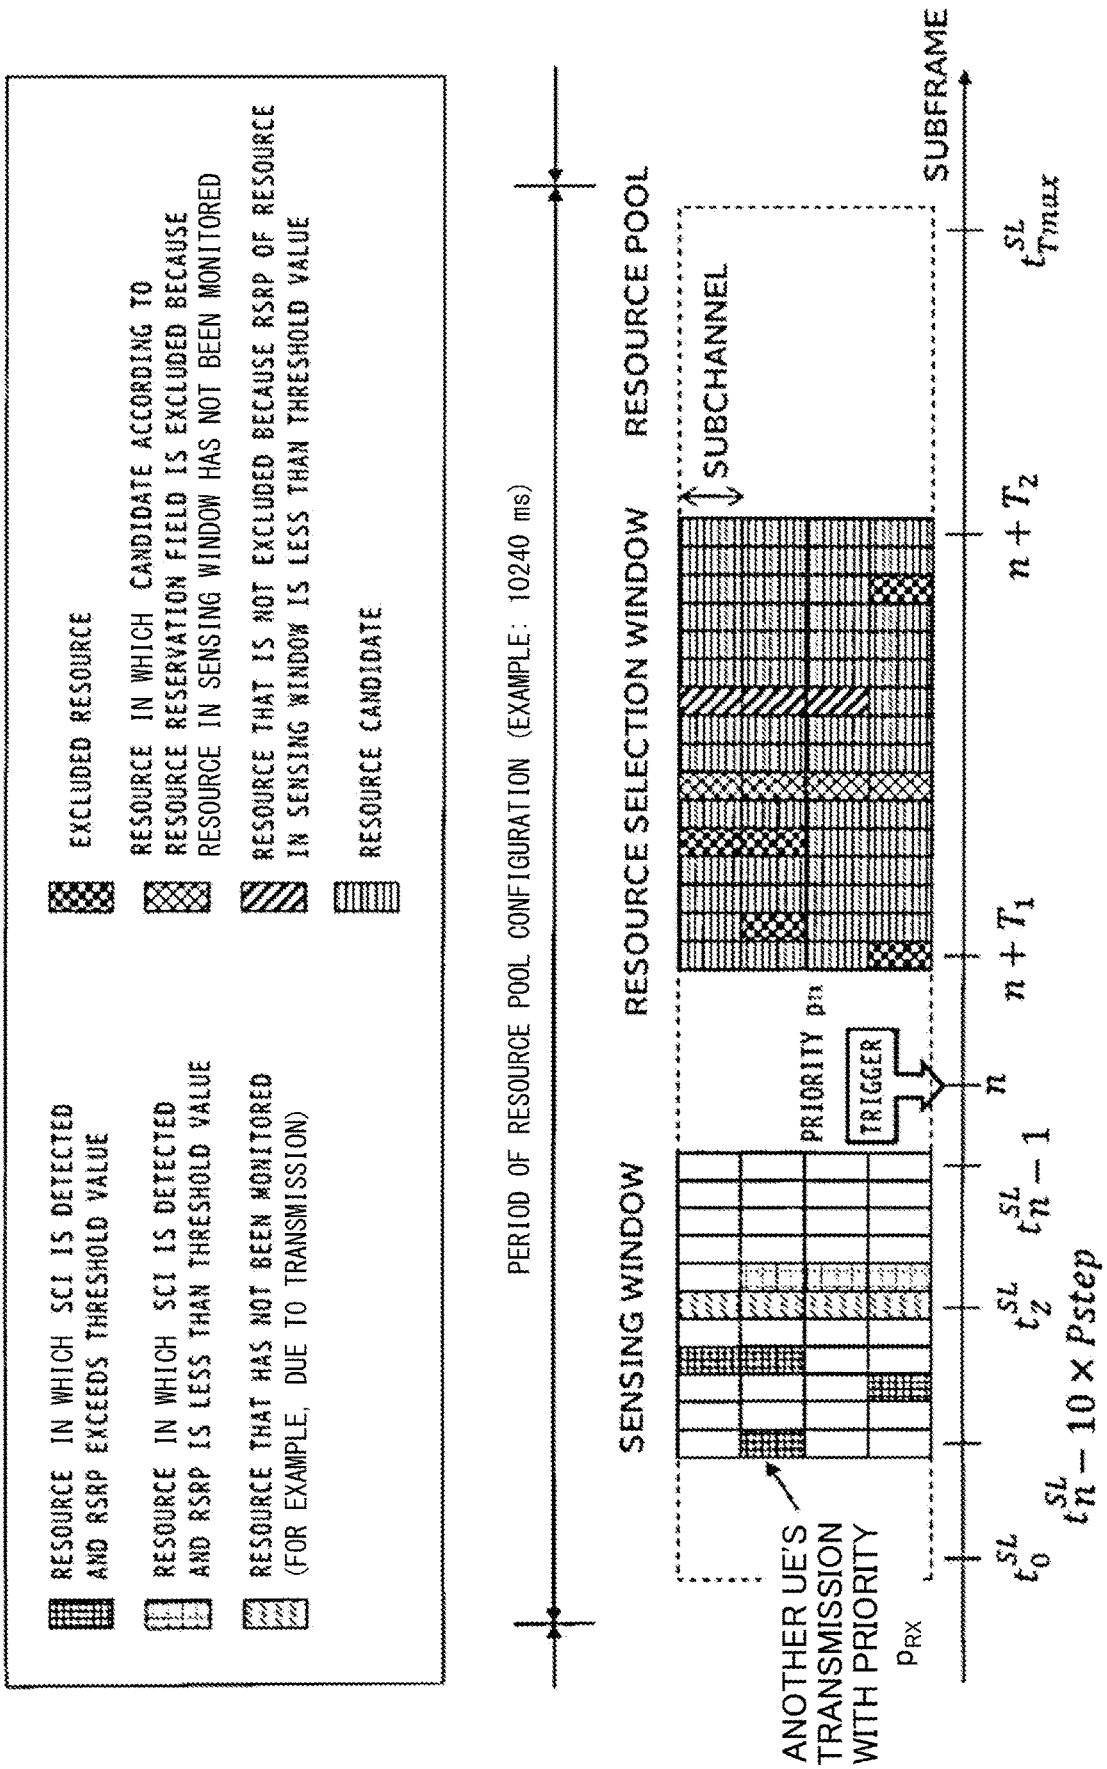 RESOURCE IN WHICH SCI IS DETECTED
AND RSRP EXCEEDS THRESHOLD VALUE
RESOURCE IN WHICH SCI IS DETECTED
AND RSRP IS LESS THAN THRESHOLD VALUE
RESOURCE THAT HAS NOT BEEN MONITORED
(FOR EXAMPLE, DUE TO TRANSMISSION)
EXCLUDED RESOURCE
RESOURCE IN WHICH CANDIDATE ACCORDING TO
RESOURCE RESERVATION FIELD IS EXCLUDED BECAUSE
RESOURCE IN SENSING WINDOW HAS NOT BEEN MONITORED
RESOURCE THAT IS NOT EXCLUDED BECAUSE RSRP OF RESOURCE
IN SENSING WINDOW IS LESS THAN THRESHOLD VALUE
RESOURCE CANDIDATE
PERIOD OF RESOURCE POOL CONFIGURATION (EXAMPLE: 10240 ms)
SENSING WINDOW
RESOURCE SELECTION WINDOW
RESOURCE POOL
SUBCHANNEL
ANOTHER UE'S
TRANSMISSION
WITH PRIORITY
pRX
PRIORITY pn
TRIGGER
SUBFRAME
t_0^SL
t_n^SL − 10 × Pstep
t_z^SL
t_n^SL − 1
n
n + T1
n + T2
t_Tmax^SL